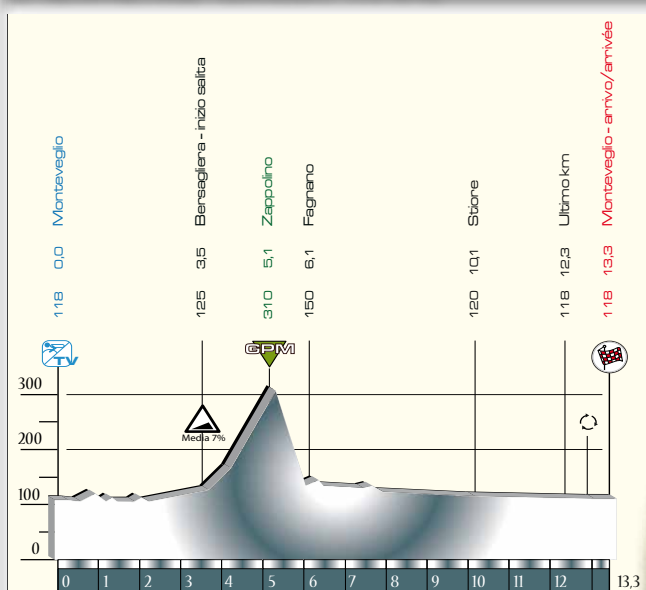 118 0,0 Monteveglio
125 3,5 Bersagliera - inizio salita
310 5,1 Zappolino
150 6,1 Fagnano
120 10,1 Stiore
118 12,3 Ultimo km
118 13,3 Monteveglio - arrivo/arrivée
TV
GPM
Media 7%
300
200
100
0
0 1 2 3 4 5 6 7 8 9 10 11 12 13,3